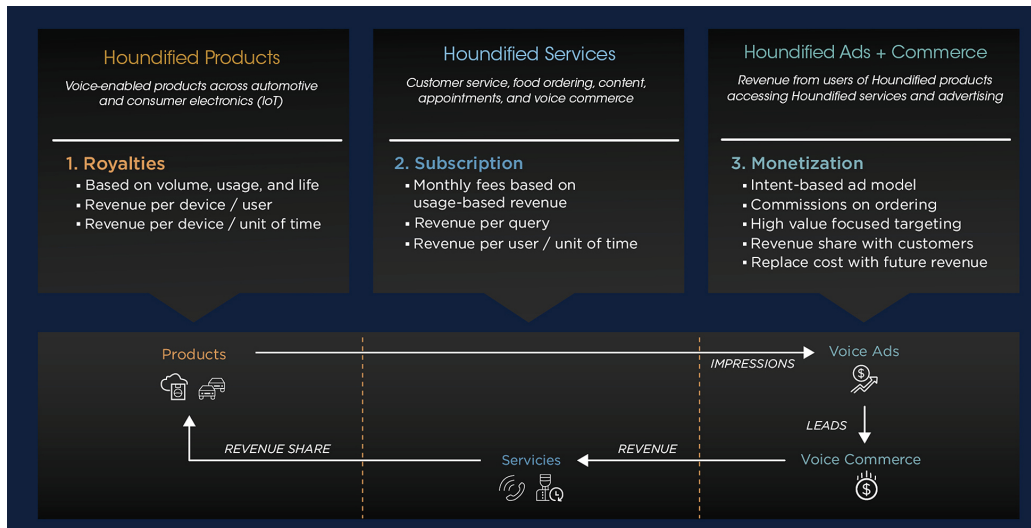 Houndified Products
Voice-enabled products across automotive
and consumer electronics (IoT)
1. Royalties
▪ Based on volume, usage, and life
▪ Revenue per device / user
▪ Revenue per device / unit of time
Houndified Services
Customer service, food ordering, content,
appointments, and voice commerce
2. Subscription
▪ Monthly fees based on
usage-based revenue
▪ Revenue per query
▪ Revenue per user / unit of time
Houndified Ads + Commerce
Revenue from users of Houndified products
accessing Houndified services and advertising
3. Monetization
▪ Intent-based ad model
▪ Commissions on ordering
▪ High value focused targeting
▪ Revenue share with customers
▪ Replace cost with future revenue
Products
IMPRESSIONS
Voice Ads
$
LEADS
REVENUE SHARE
Servicies
REVENUE
Voice Commerce
$